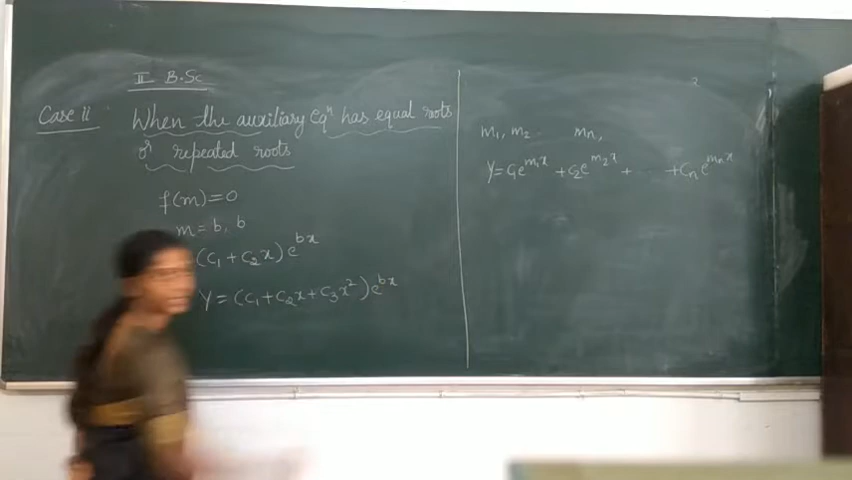 II B.Sc
Case ii When the auxiliary eqn has equal roots
or repeated roots
f(m)=0
m = b, b
(c₁+c₂x) e^bx
Y = (c₁+c₂x+c₃x²) e^bx
m₁, m₂ mₙ,
Y = c₁e^m₁x + c₂e^m₂x + ..... + cₙe^mₙx